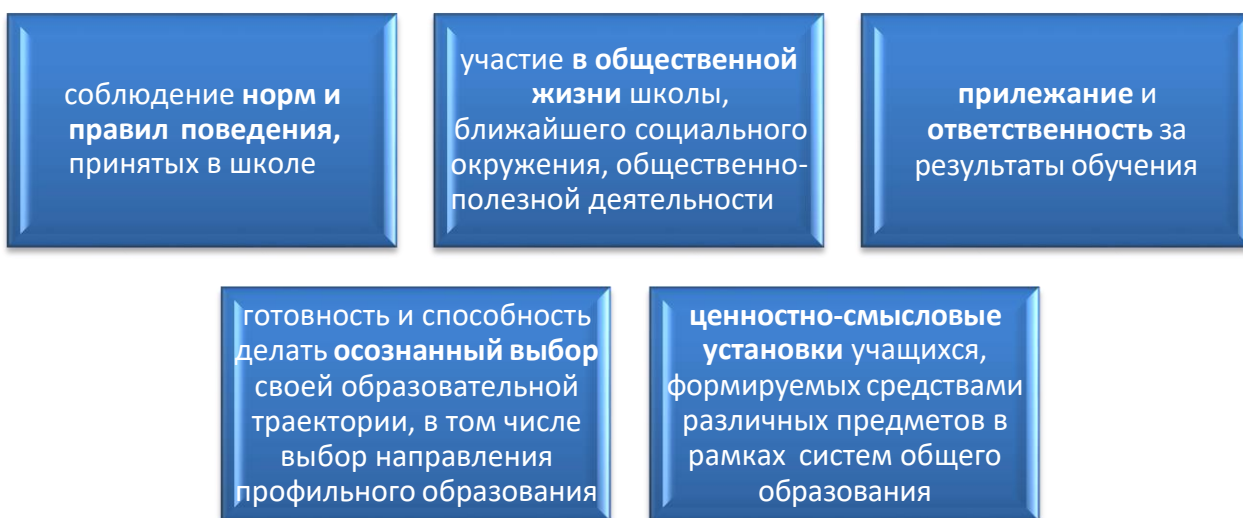 соблюдение норм и
правил поведения,
принятых в школе
участие в общественной
жизни школы,
ближайшего социального
окружения, общественно-
полезной деятельности
прилежание и
ответственность за
результаты обучения
готовность и способность
делать осознанный выбор
своей образовательной
траектории, в том числе
выбор направления
профильного образования
ценностно-смысловые
установки учащихся,
формируемых средствами
различных предметов в
рамках систем общего
образования